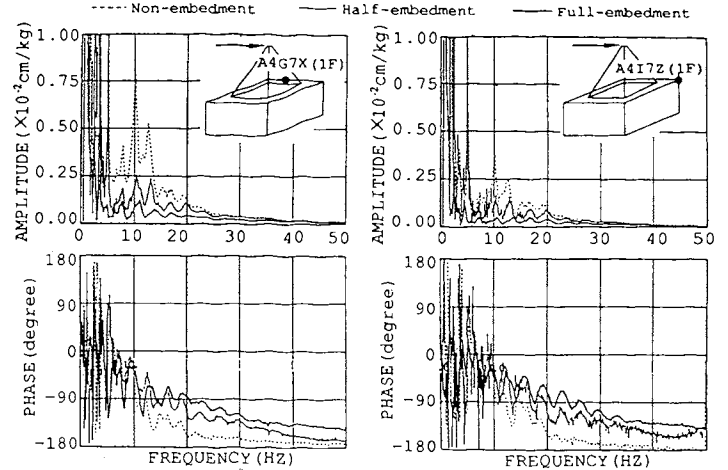 Non-embedment Half-embedment Full-embedment
AMPLITUDE (X10⁻²cm/kg)
1.00
0.75
0.50
0.25
0.00
A4G7X(1F)
0 10 20 30 40 50
AMPLITUDE (X10⁻²cm/kg)
1.00
0.75
0.50
0.25
0.00
A4I7Z(1F)
0 10 20 30 40 50
PHASE (degree)
180
90
0
-90
-180
FREQUENCY (HZ)
PHASE (degree)
180
90
0
-90
-180
FREQUENCY (HZ)